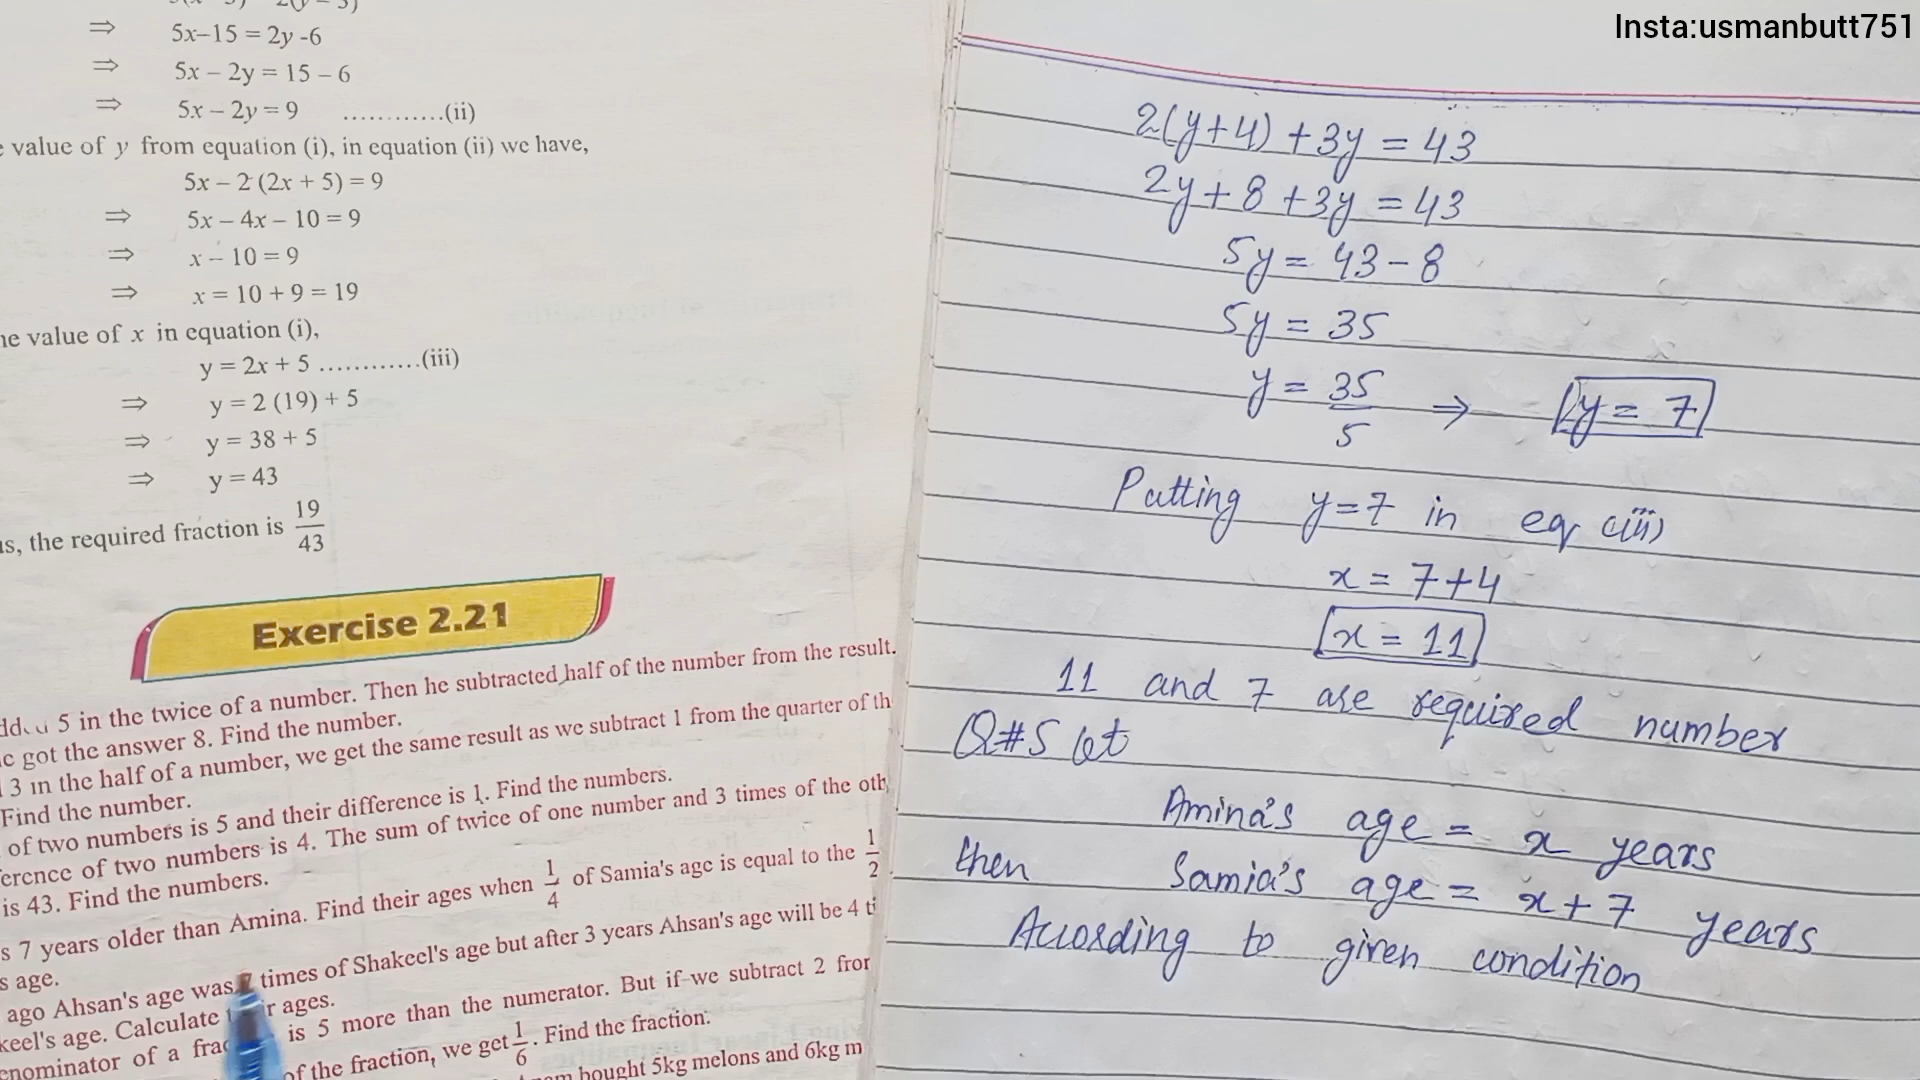 Insta:usmanbutt751
⇒ 5x–15 = 2y -6
⇒ 5x – 2y = 15 – 6
⇒ 5x – 2y = 9 ............(ii)
value of y from equation (i), in equation (ii) we have,
5x – 2 (2x + 5) = 9
⇒ 5x – 4x – 10 = 9
⇒ x – 10 = 9
⇒ x = 10 + 9 = 19
value of x in equation (i),
y = 2x + 5 ............(iii)
⇒ y = 2 (19) + 5
⇒ y = 38 + 5
⇒ y = 43
the required fraction is 19/43
Exercise 2.21
5 in the twice of a number. Then he subtracted half of the number from the result.
got the answer 8. Find the number.
3 in the half of a number, we get the same result as we subtract 1 from the quarter of
Find the number.
of two numbers is 5 and their difference is 1. Find the numbers.
of two numbers is 4. The sum of twice of one number and 3 times of the
is 43. Find the numbers.
7 years older than Amina. Find their ages when 1/4 of Samia's age is equal to the 1/2
age.
ago Ahsan's age was 7 times of Shakeel's age but after 3 years Ahsan's age will be 4
age. Calculate ages.
of a is 5 more than the numerator. But if we subtract 2
of the fraction, we get 1/6. Find the fraction.
bought 5kg melons and 6kg
2(y+4) + 3y = 43
2y + 8 + 3y = 43
5y = 43 - 8
5y = 35
y = 35/5 ⇒ y = 7
Putting y=7 in eq (iii)
x = 7+4
x = 11
11 and 7 are required number
Q#5 let
Amina's age = x years
then Samia's age = x+7 years
According to given condition